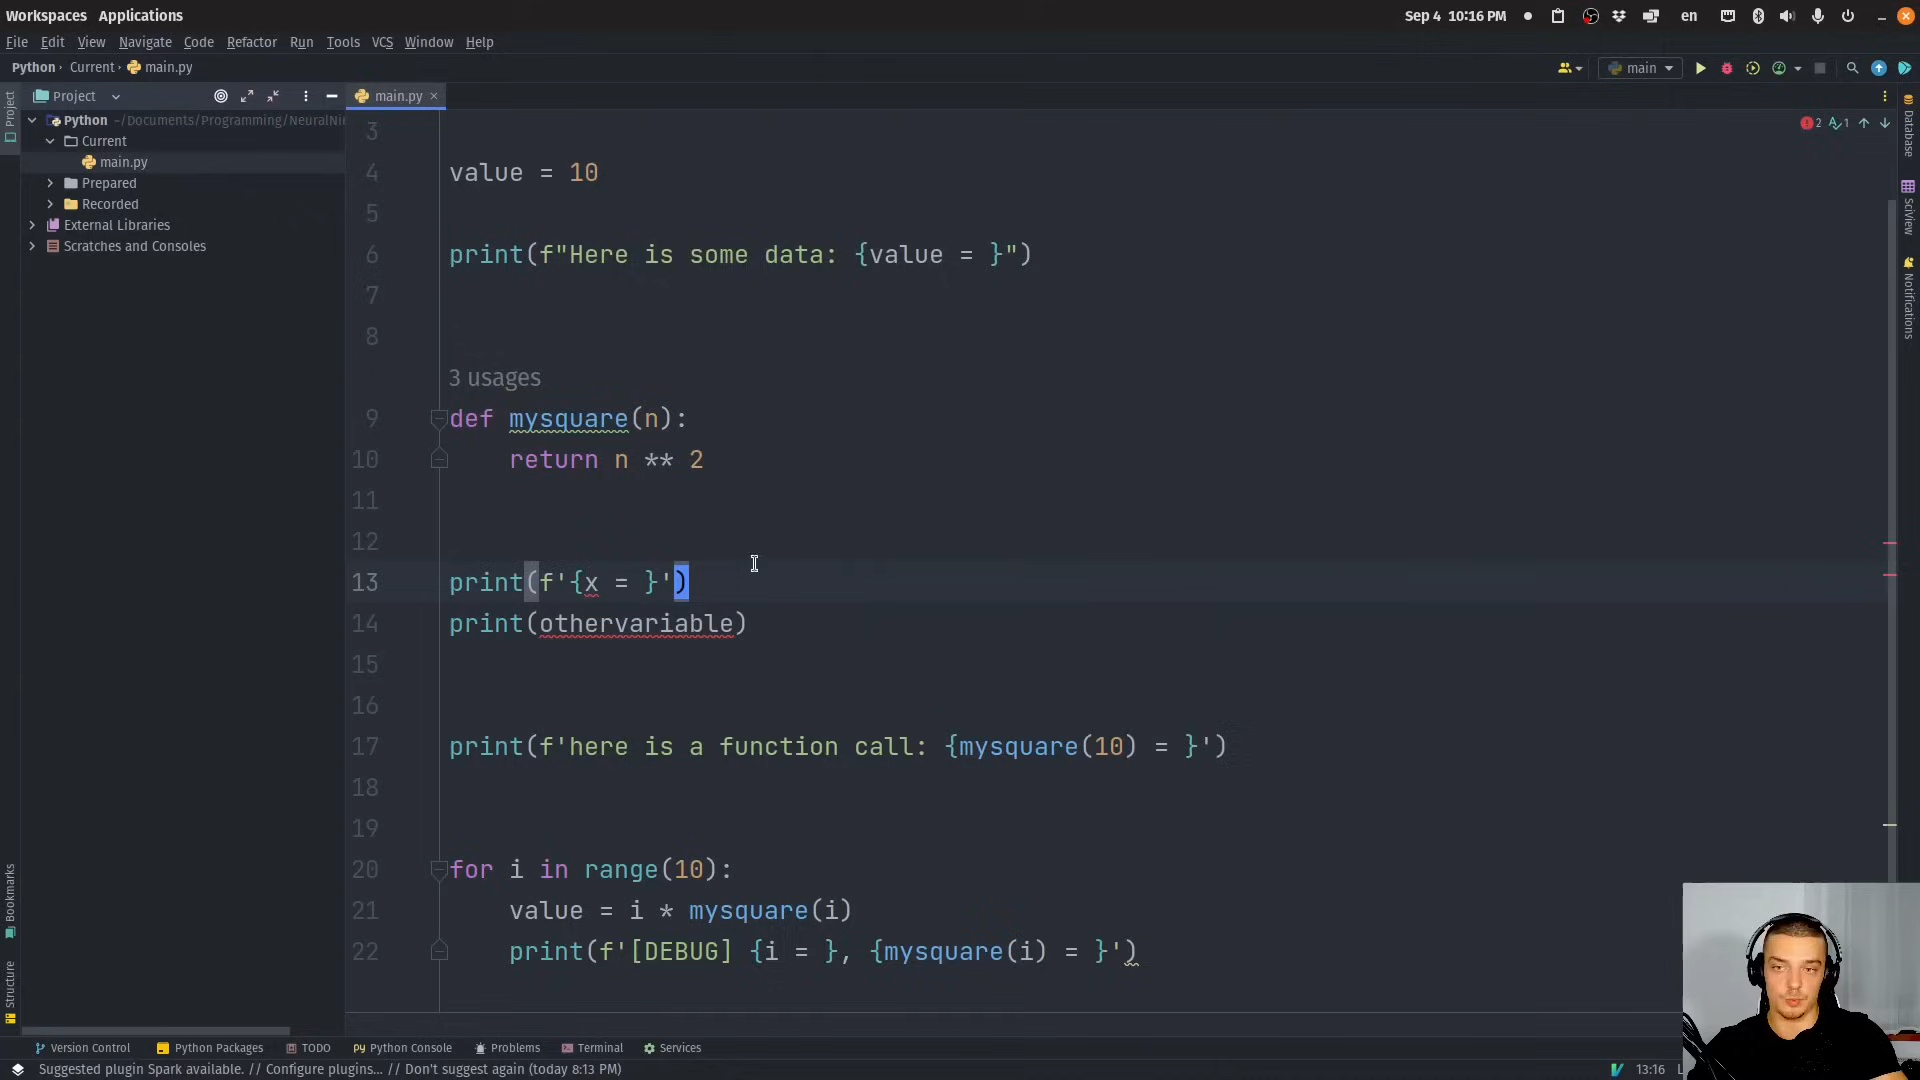 Workspaces Applications Sep 4 10:16 PM en
File Edit View Navigate Code Refactor Run Tools VCS Window Help
Python Current main.py main
Project main.py
Project
Python ~/Documents/Programming/NeuralNi
Current
main.py
Prepared
Recorded
External Libraries
Scratches and Consoles
2 1
3
4 value = 10
5
6 print(f"Here is some data: {value = }")
7
8
3 usages
9 def mysquare(n):
10 return n ** 2
11
12
13 print(f'{x = }')
14 print(othervariable)
15
16
17 print(f'here is a function call: {mysquare(10) = }')
18
19
20 for i in range(10):
21 value = i * mysquare(i)
22 print(f'[DEBUG] {i = }, {mysquare(i) = }')
Database
SciView
Notifications
Bookmarks
Structure
Version Control Python Packages TODO Python Console Problems Terminal Services
Suggested plugin Spark available. // Configure plugins... // Don't suggest again (today 8:13 PM) 13:16